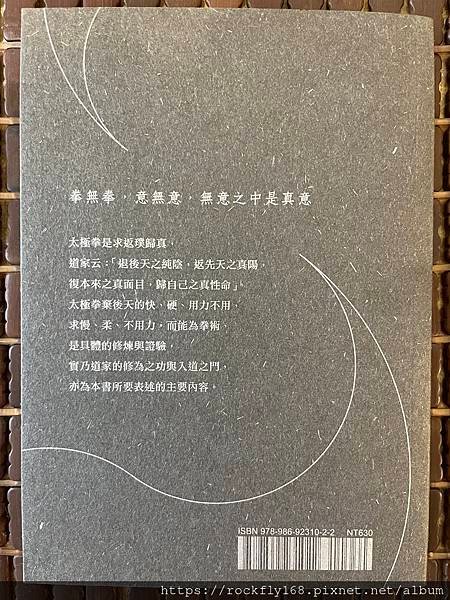 拳無拳，意無意，無意之中是真意
太極拳是求返璞歸真，
道家云：「退後天之純陰，返先天之真陽，
復本來之真面目，歸自己之真性命」
太極拳棄後天的快、硬、用力不用，
求慢、柔、不用力，而能為拳術，
是具體的修煉與證驗，
實乃道家的修為之功與入道之門，
亦為本書所要表述的主要內容。
ISBN 978-986-92310-2-2 NT630
https://rockfly168.pixnet.net/album